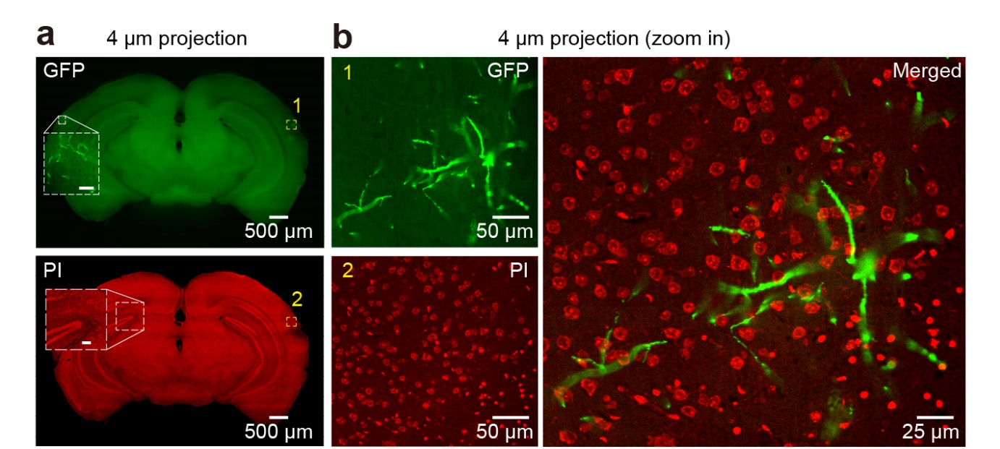 a
4 µm projection
GFP
1
500 µm
PI
2
500 µm
b
4 µm projection (zoom in)
1
GFP
50 µm
2
PI
50 µm
Merged
25 µm